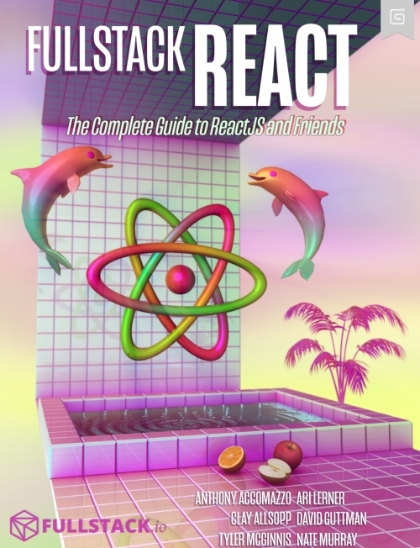 FULLSTACK REACT
The Complete Guide to ReactJS and Friends
ANTHONY ACCOMAZZO ARI LERNER
CLAY ALLSOPP DAVID GUTTMAN
TYLER MCGINNIS NATE MURRAY
FULLSTACK.io